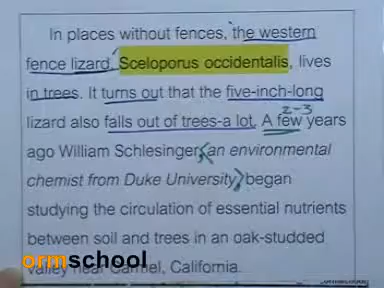 In places without fences, the western
fence lizard, Sceloporus occidentalis, lives
in trees. It turns out that the five-inch-long
2-3
lizard also falls out of trees-a lot. A few years
ago William Schlesinger, an environmental
chemist from Duke University, began
studying the circulation of essential nutrients
between soil and trees in an oak-studded
valley near Carmel, California.
ormschool